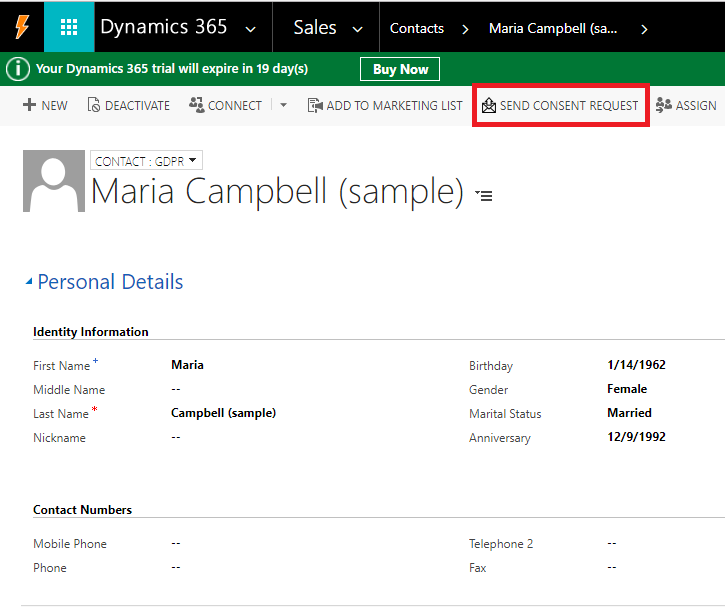 Dynamics 365 Sales Contacts Maria Campbell (sa...
Your Dynamics 365 trial will expire in 19 day(s) Buy Now
NEW DEACTIVATE CONNECT ADD TO MARKETING LIST SEND CONSENT REQUEST ASSIGN
CONTACT : GDPR
Maria Campbell (sample)
Personal Details
Identity Information
First Name + Maria Birthday 1/14/1962
Middle Name -- Gender Female
Last Name * Campbell (sample) Marital Status Married
Nickname -- Anniversary 12/9/1992
Contact Numbers
Mobile Phone -- Telephone 2 --
Phone -- Fax --